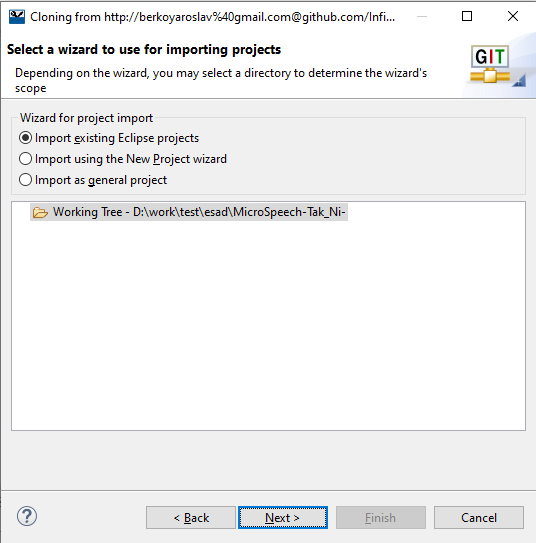 Cloning from http://berkoyaroslav%40gmail.com@github.com/Infi...
Select a wizard to use for importing projects
Depending on the wizard, you may select a directory to determine the wizard's
scope
GIT
Wizard for project import
Import existing Eclipse projects
Import using the New Project wizard
Import as general project
Working Tree - D:\work\test\esad\MicroSpeech-Tak_Ni-
? < Back Next > Finish Cancel